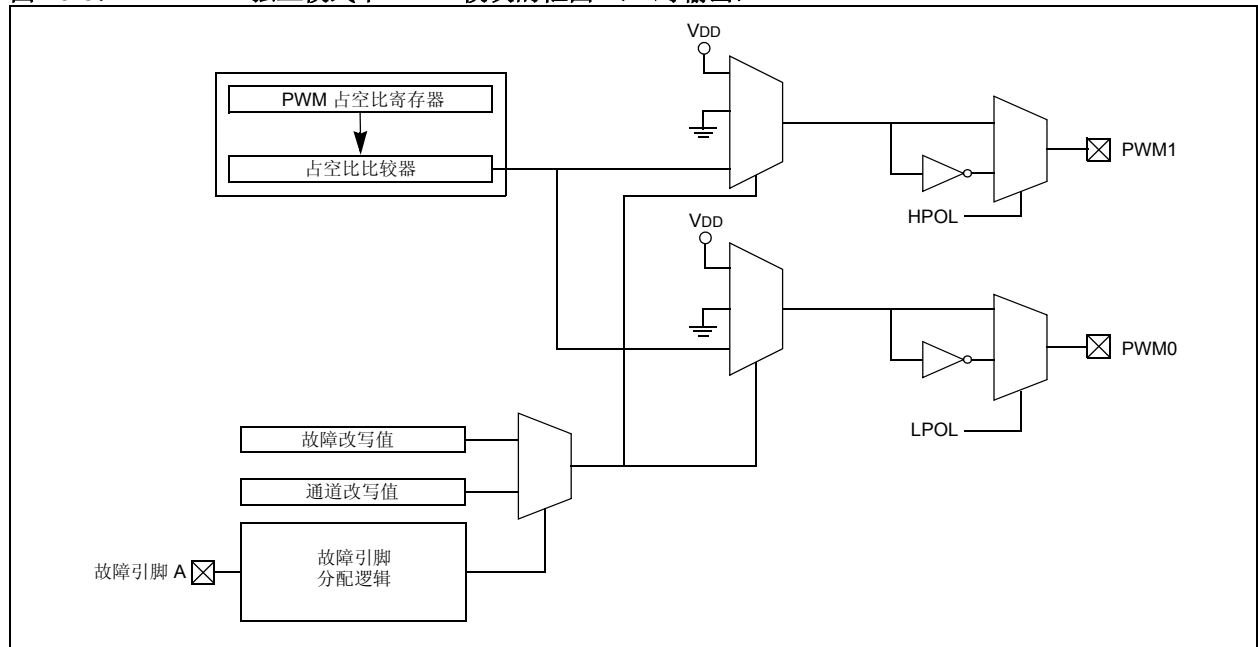 VDD
PWM 占空比寄存器
占空比比较器
PWM1
HPOL
VDD
PWM0
LPOL
故障改写值
通道改写值
故障引脚 A
故障引脚
分配逻辑